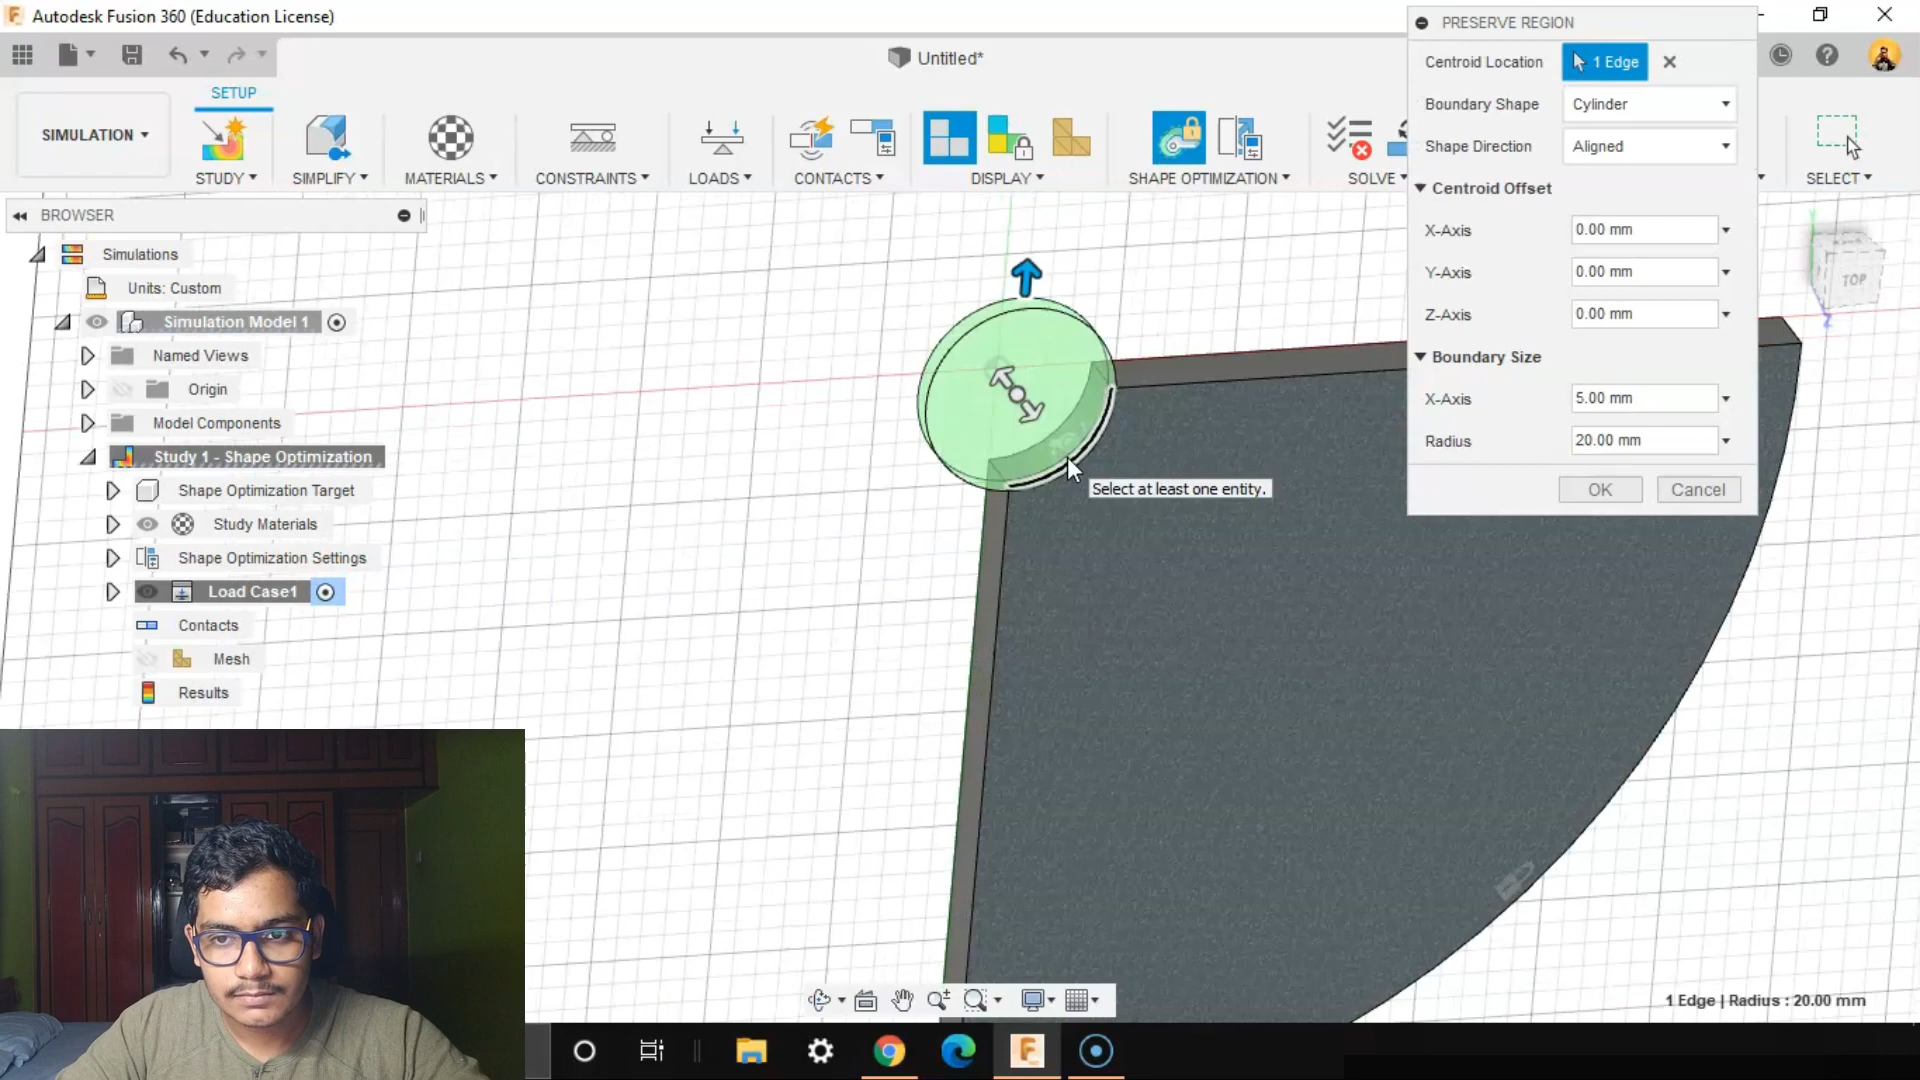 Autodesk Fusion 360 (Education License)
Untitled*
SIMULATION
SETUP
STUDY
SIMPLIFY
MATERIALS
CONSTRAINTS
LOADS
CONTACTS
DISPLAY
SHAPE OPTIMIZATION
SOLVE
SELECT
PRESERVE REGION
Centroid Location 1 Edge
Boundary Shape Cylinder
Shape Direction Aligned
Centroid Offset
X-Axis 0.00 mm
Y-Axis 0.00 mm
Z-Axis 0.00 mm
Boundary Size
X-Axis 5.00 mm
Radius 20.00 mm
OK Cancel
BROWSER
Simulations
Units: Custom
Simulation Model 1
Named Views
Origin
Model Components
Study 1 - Shape Optimization
Shape Optimization Target
Study Materials
Shape Optimization Settings
Load Case1
Contacts
Mesh
Results
TOP
Z
Select at least one entity.
1 Edge | Radius : 20.00 mm